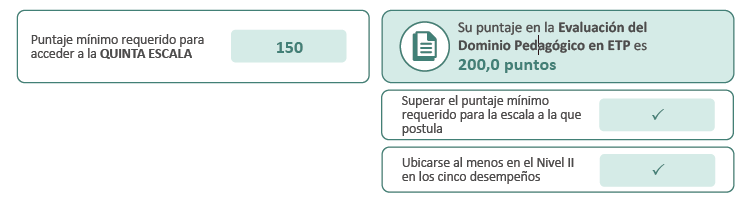 Puntaje mínimo requerido para
acceder a la QUINTA ESCALA
150
Su puntaje en la Evaluación del
Dominio Pedagógico en ETP es
200,0 puntos
Superar el puntaje mínimo
requerido para la escala a la que
postula
✓
Ubicarse al menos en el Nivel II
en los cinco desempeños
✓